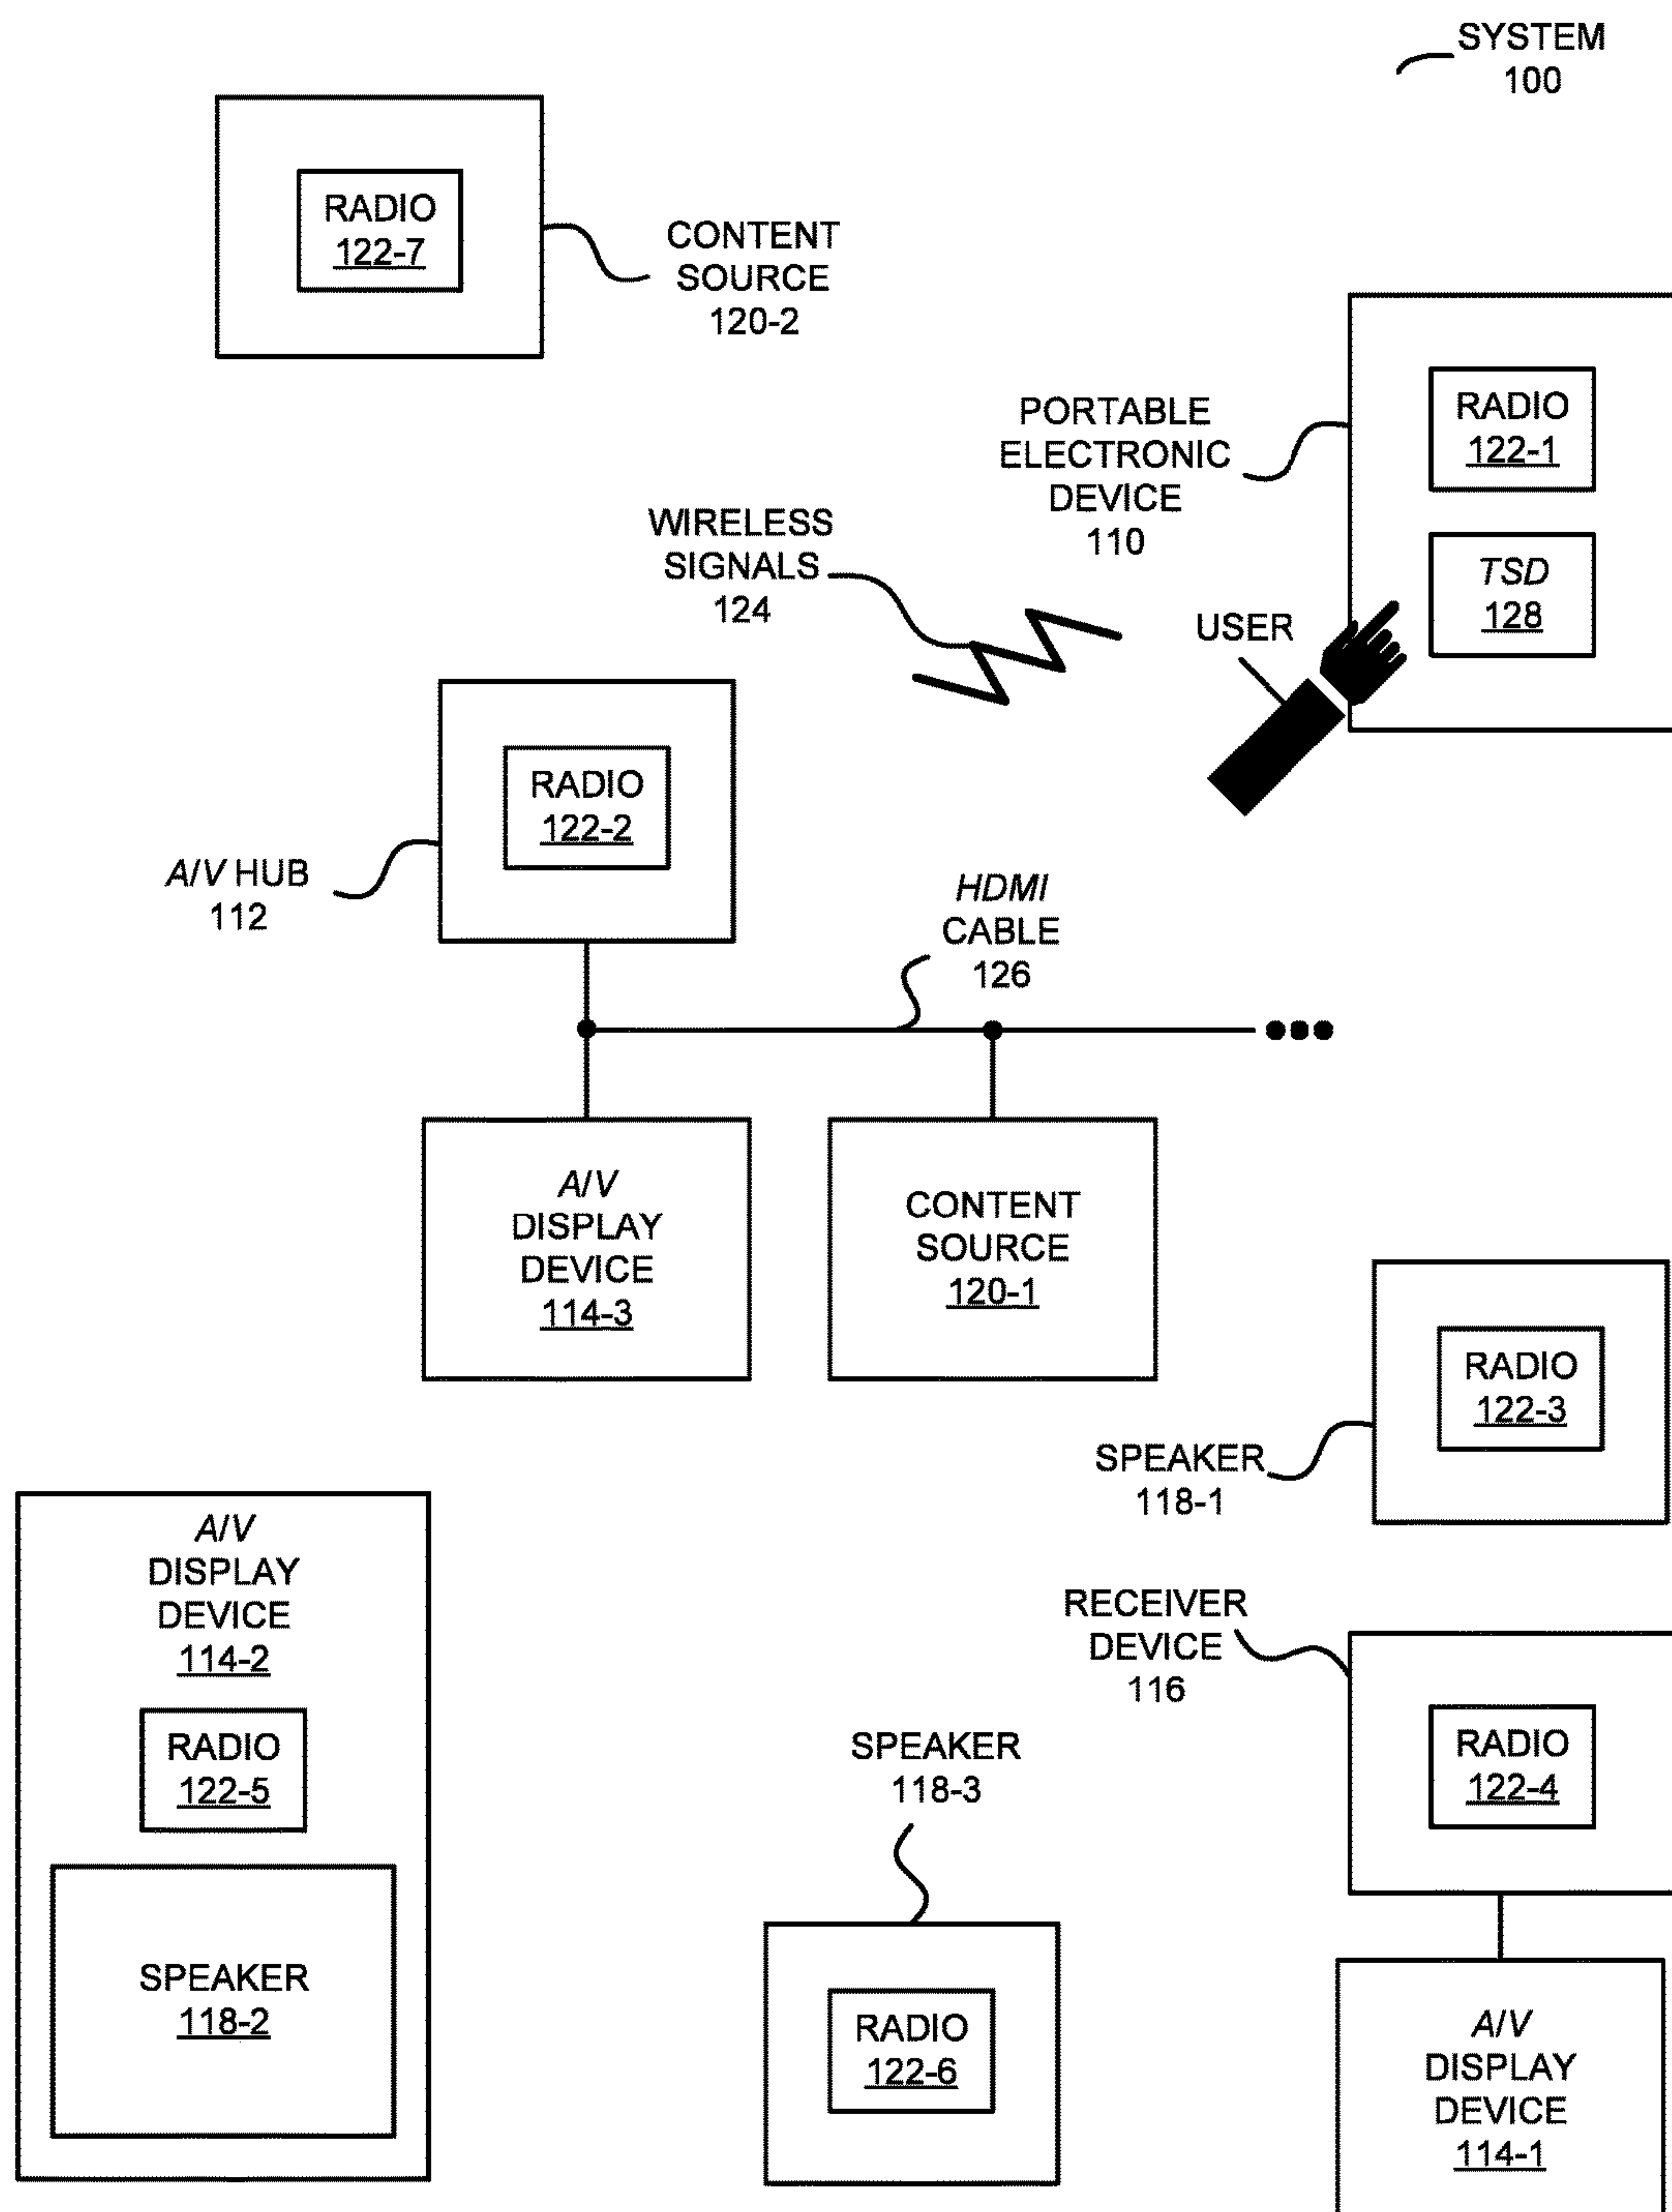 SYSTEM
100
RADIO
122-7
CONTENT
SOURCE
120-2
PORTABLE
ELECTRONIC
DEVICE
110
RADIO
122-1
TSD
128
WIRELESS
SIGNALS
124
USER
RADIO
122-2
A/V HUB
112
HDMI
CABLE
126
A/V
DISPLAY
DEVICE
114-3
CONTENT
SOURCE
120-1
RADIO
122-3
SPEAKER
118-1
A/V
DISPLAY
DEVICE
114-2
RADIO
122-5
SPEAKER
118-2
RECEIVER
DEVICE
116
RADIO
122-4
SPEAKER
118-3
RADIO
122-6
A/V
DISPLAY
DEVICE
114-1